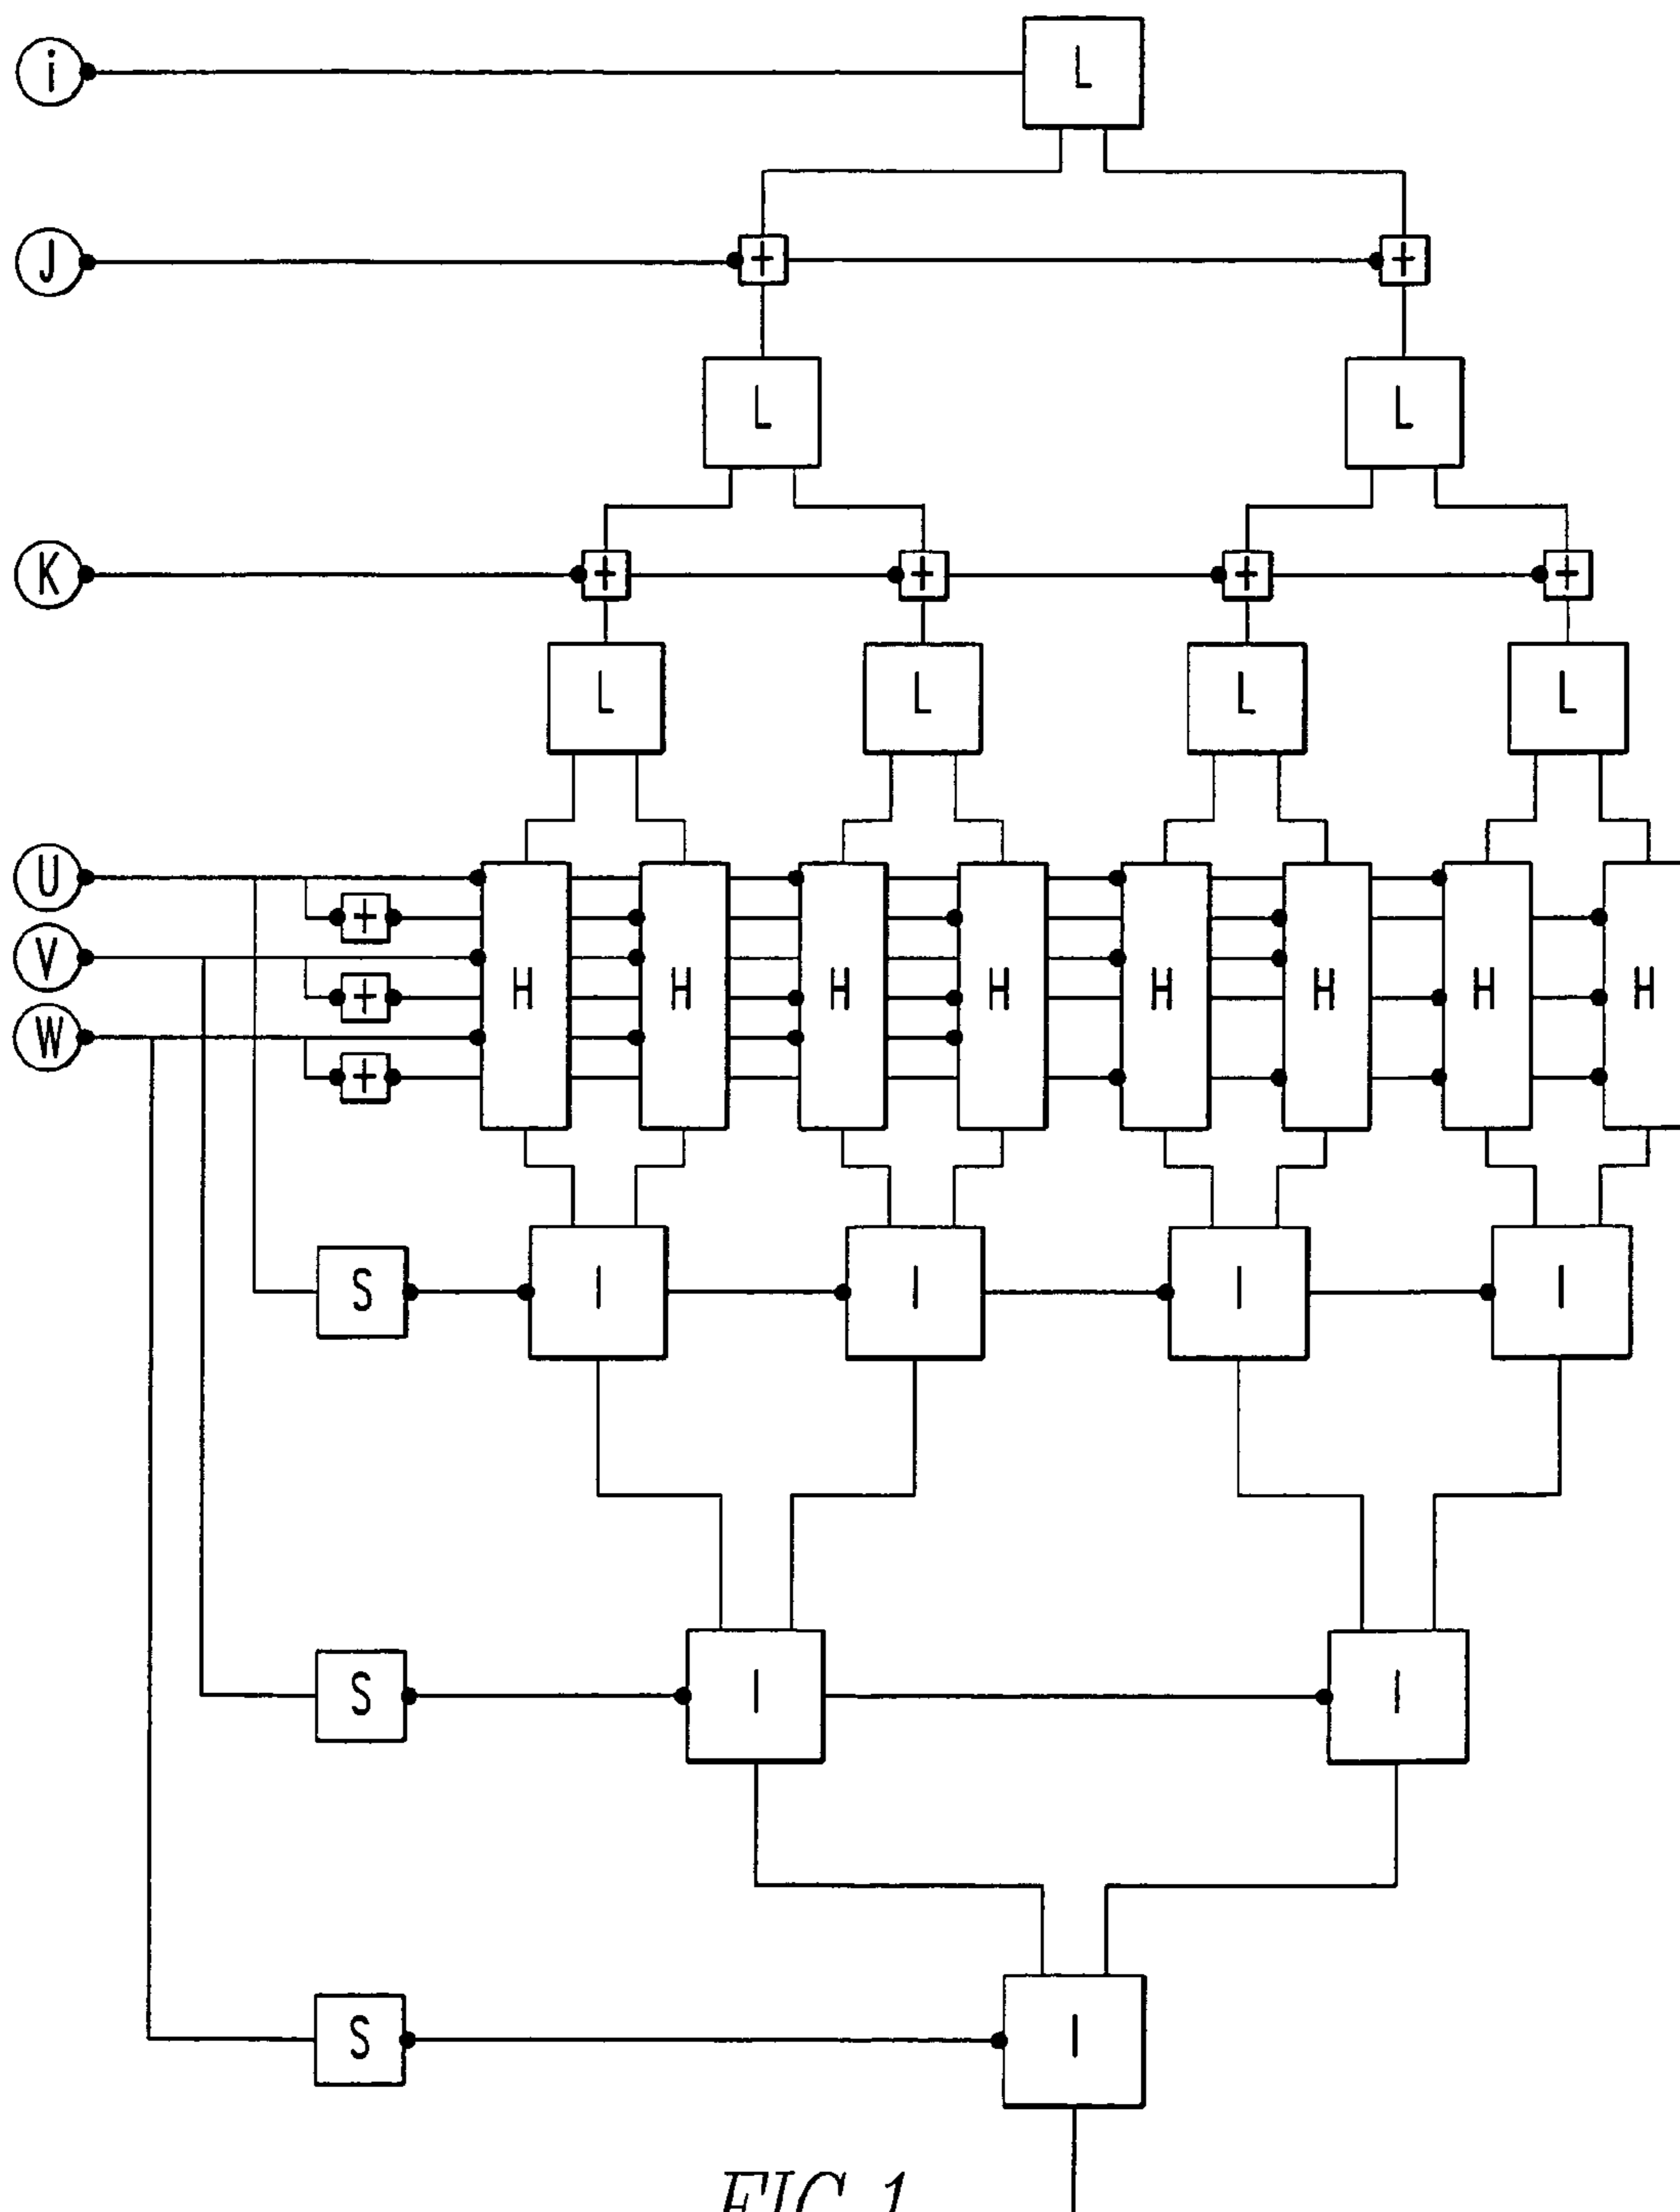 i L
J + +
L L
K + + + +
L L L L
U
+
V
H H H H H H H H
+
W
+
S I I I I
S I I
S I
FIG. 1